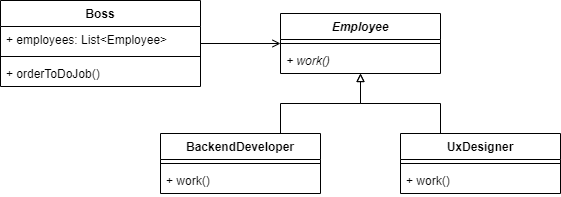 Boss
+ employees: List<Employee>
+ orderToDoJob()
Employee
+ work()
BackendDeveloper
+ work()
UxDesigner
+ work()